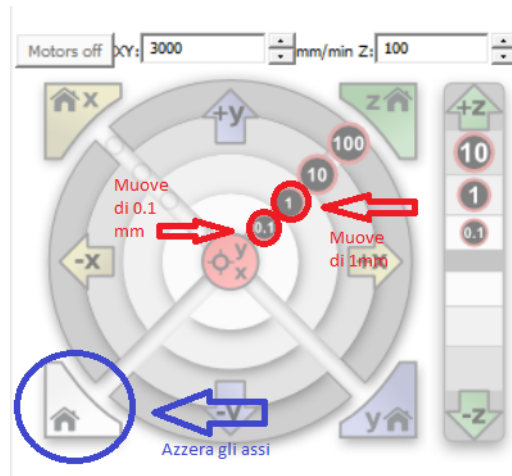 Motors off XY: 3000 mm/min Z: 100
x
+y
z
+z
100
10
10
Muove
di 0.1
mm
1
1
0.1
0.1
Muove
di 1mm
-x
y
x
+x
-y
y
-z
Azzera gli assi